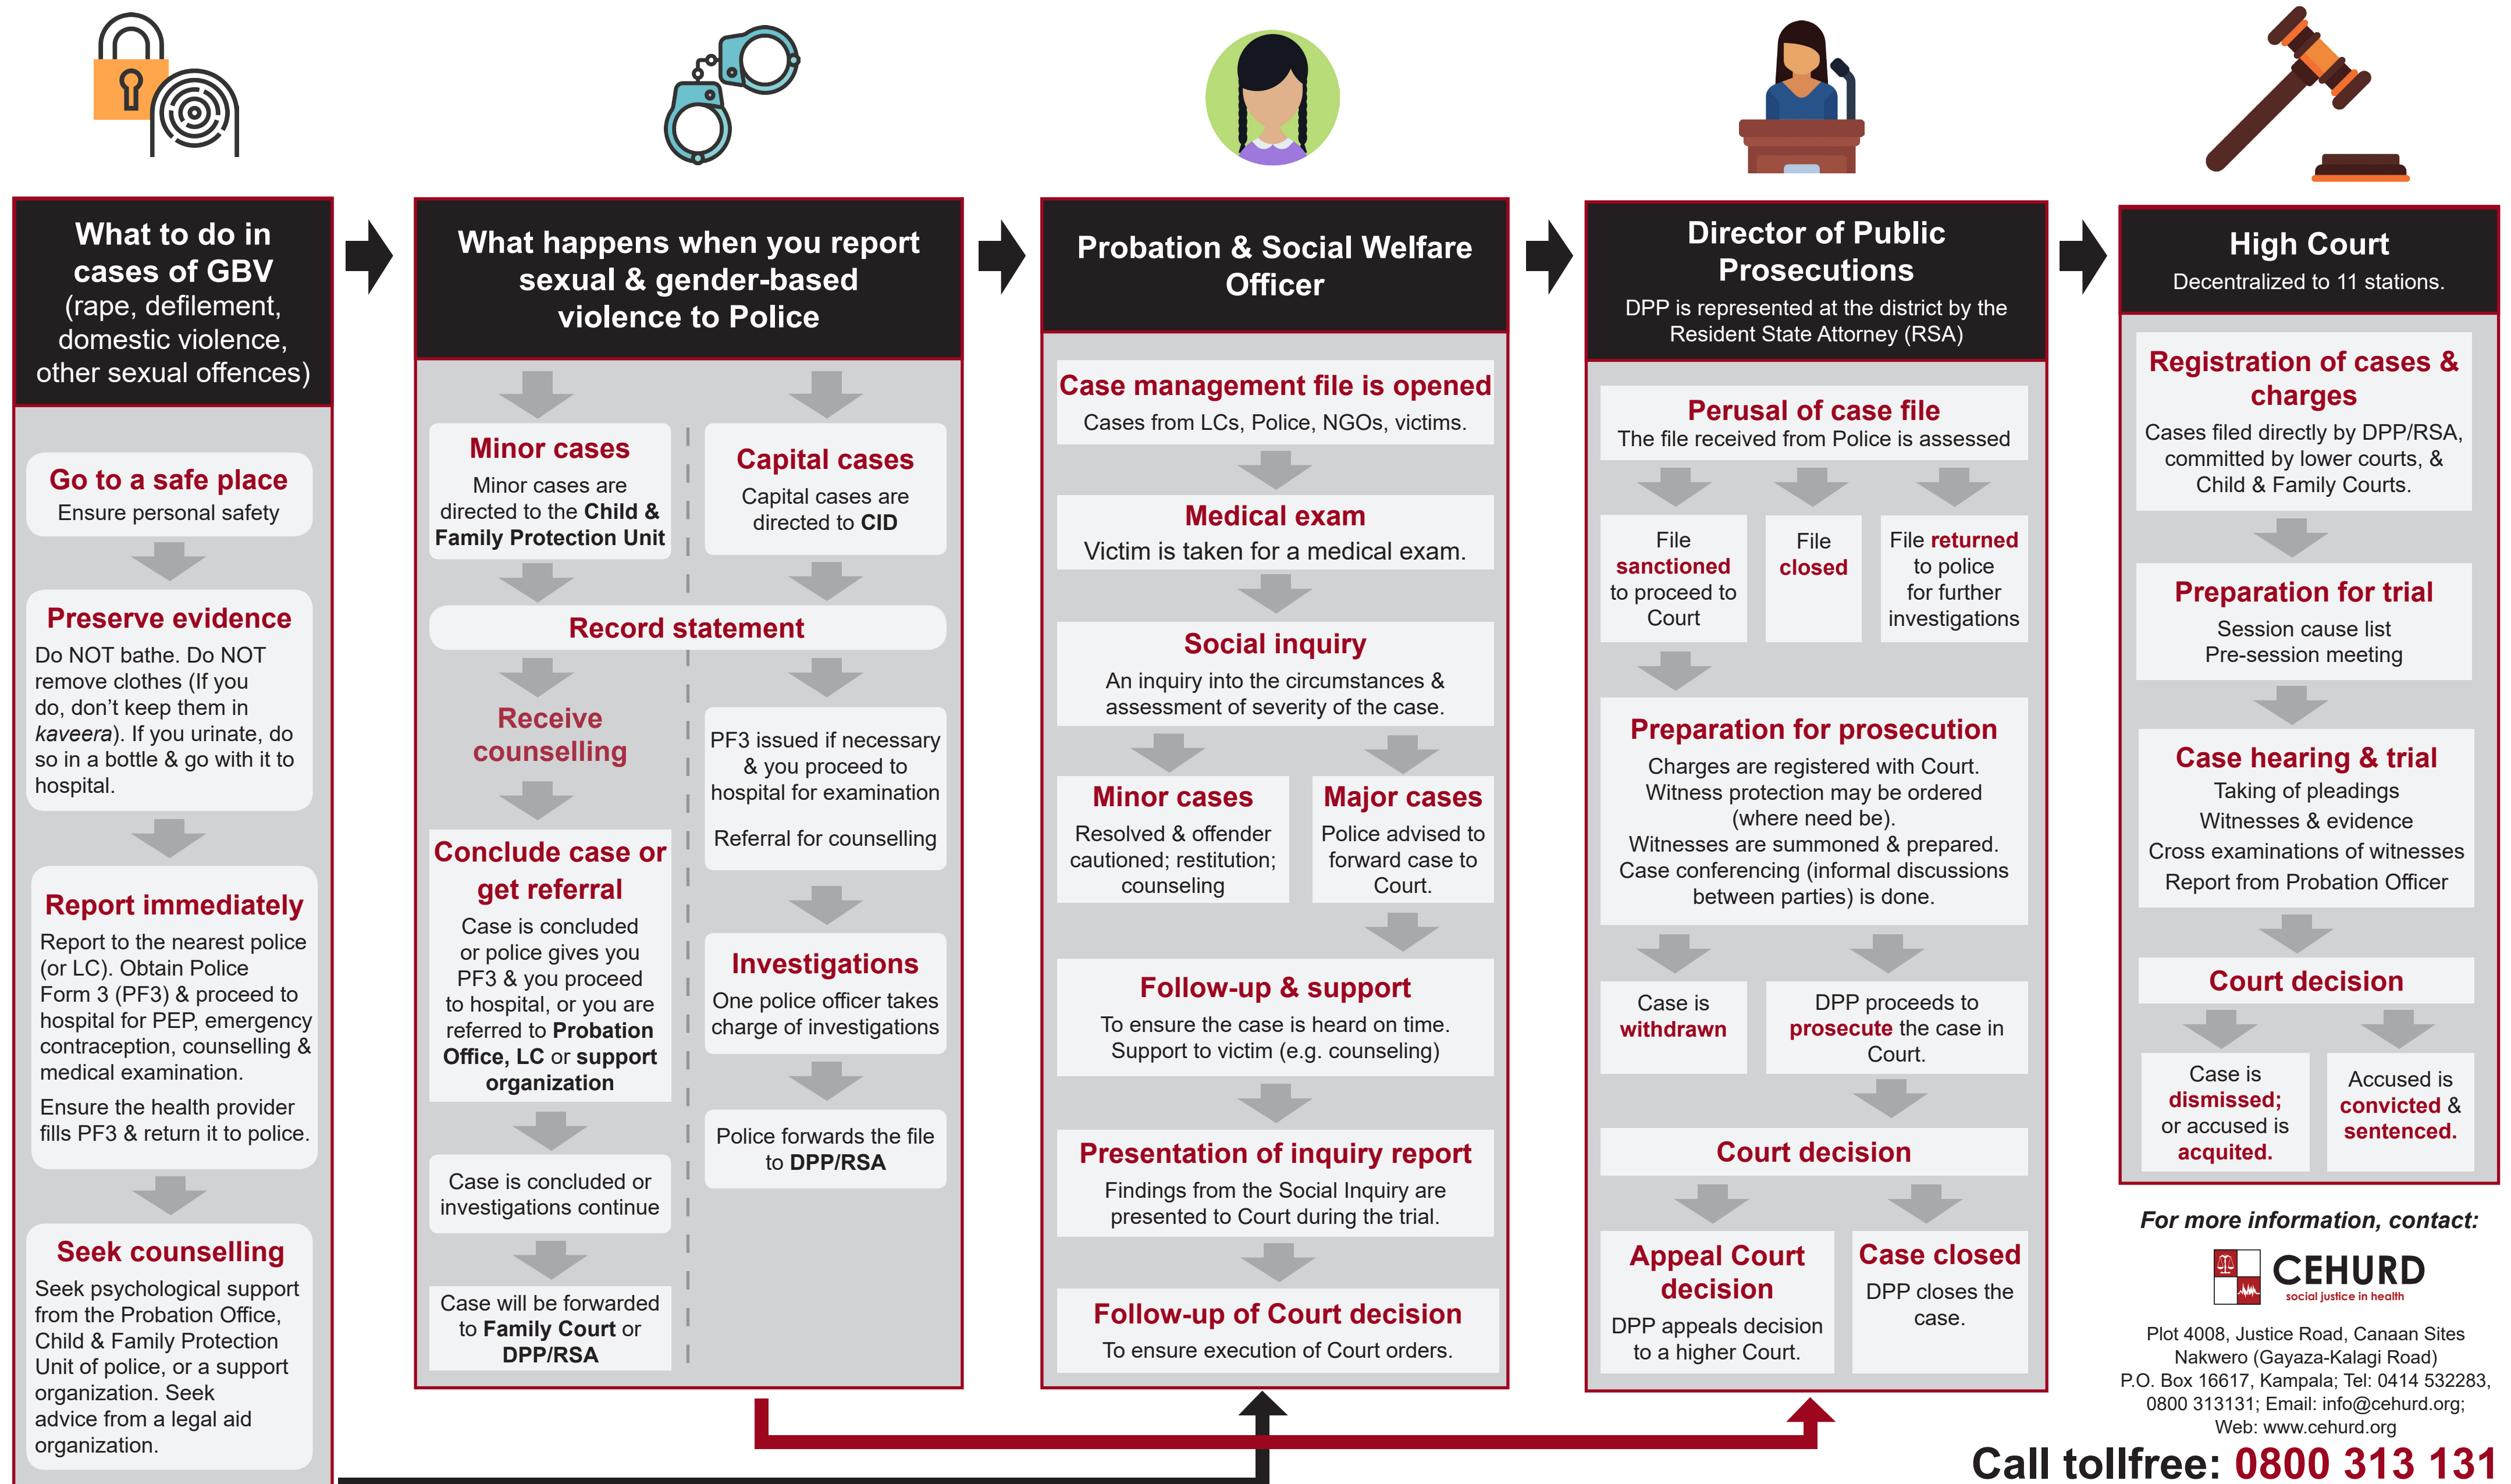 What to do in
cases of GBV
(rape, defilement,
domestic violence,
other sexual offences)
Go to a safe place
Ensure personal safety
Preserve evidence
Do NOT bathe. Do NOT
remove clothes (If you
do, don’t keep them in
kaveera). If you urinate, do
so in a bottle & go with it to
hospital.
Report immediately
Report to the nearest police
(or LC). Obtain Police
Form 3 (PF3) & proceed to
hospital for PEP, emergency
contraception, counselling &
medical examination.
Ensure the health provider
fills PF3 & return it to police.
Seek counselling
Seek psychological support
from the Probation Office,
Child & Family Protection
Unit of police, or a support
organization. Seek
advice from a legal aid
organization.
What happens when you report
sexual & gender-based
violence to Police
Minor cases
Minor cases are
directed to the Child &
Family Protection Unit
Capital cases
Capital cases are
directed to CID
Record statement
Receive
counselling
Conclude case or
get referral
Case is concluded
or police gives you
PF3 & you proceed
to hospital, or you are
referred to Probation
Office, LC or support
organization
Case is concluded or
investigations continue
Case will be forwarded
to Family Court or
DPP/RSA
PF3 issued if necessary
& you proceed to
hospital for examination
Referral for counselling
Investigations
One police officer takes
charge of investigations
Police forwards the file
to DPP/RSA
Probation & Social Welfare
Officer
Case management file is opened
Cases from LCs, Police, NGOs, victims.
Medical exam
Victim is taken for a medical exam.
Social inquiry
An inquiry into the circumstances &
assessment of severity of the case.
Minor cases
Resolved & offender
cautioned; restitution;
counseling
Major cases
Police advised to
forward case to
Court.
Follow-up & support
To ensure the case is heard on time.
Support to victim (e.g. counseling)
Presentation of inquiry report
Findings from the Social Inquiry are
presented to Court during the trial.
Follow-up of Court decision
To ensure execution of Court orders.
Director of Public
Prosecutions
DPP is represented at the district by the
Resident State Attorney (RSA)
Perusal of case file
The file received from Police is assessed
File
sanctioned
to proceed to
Court
File
closed
File returned
to police
for further
investigations
Preparation for prosecution
Charges are registered with Court.
Witness protection may be ordered
(where need be).
Witnesses are summoned & prepared.
Case conferencing (informal discussions
between parties) is done.
Case is
withdrawn
DPP proceeds to
prosecute the case in
Court.
Court decision
Appeal Court
decision
DPP appeals decision
to a higher Court.
Case closed
DPP closes the
case.
High Court
Decentralized to 11 stations.
Registration of cases &
charges
Cases filed directly by DPP/RSA,
committed by lower courts, &
Child & Family Courts.
Preparation for trial
Session cause list
Pre-session meeting
Case hearing & trial
Taking of pleadings
Witnesses & evidence
Cross examinations of witnesses
Report from Probation Officer
Court decision
Case is
dismissed;
or accused is
acquited.
Accused is
convicted &
sentenced.
For more information, contact:
CEHURD
social justice in health
Plot 4008, Justice Road, Canaan Sites
Nakwero (Gayaza-Kalagi Road)
P.O. Box 16617, Kampala; Tel: 0414 532283,
0800 313131; Email: info@cehurd.org;
Web: www.cehurd.org
Call tollfree: 0800 313 131